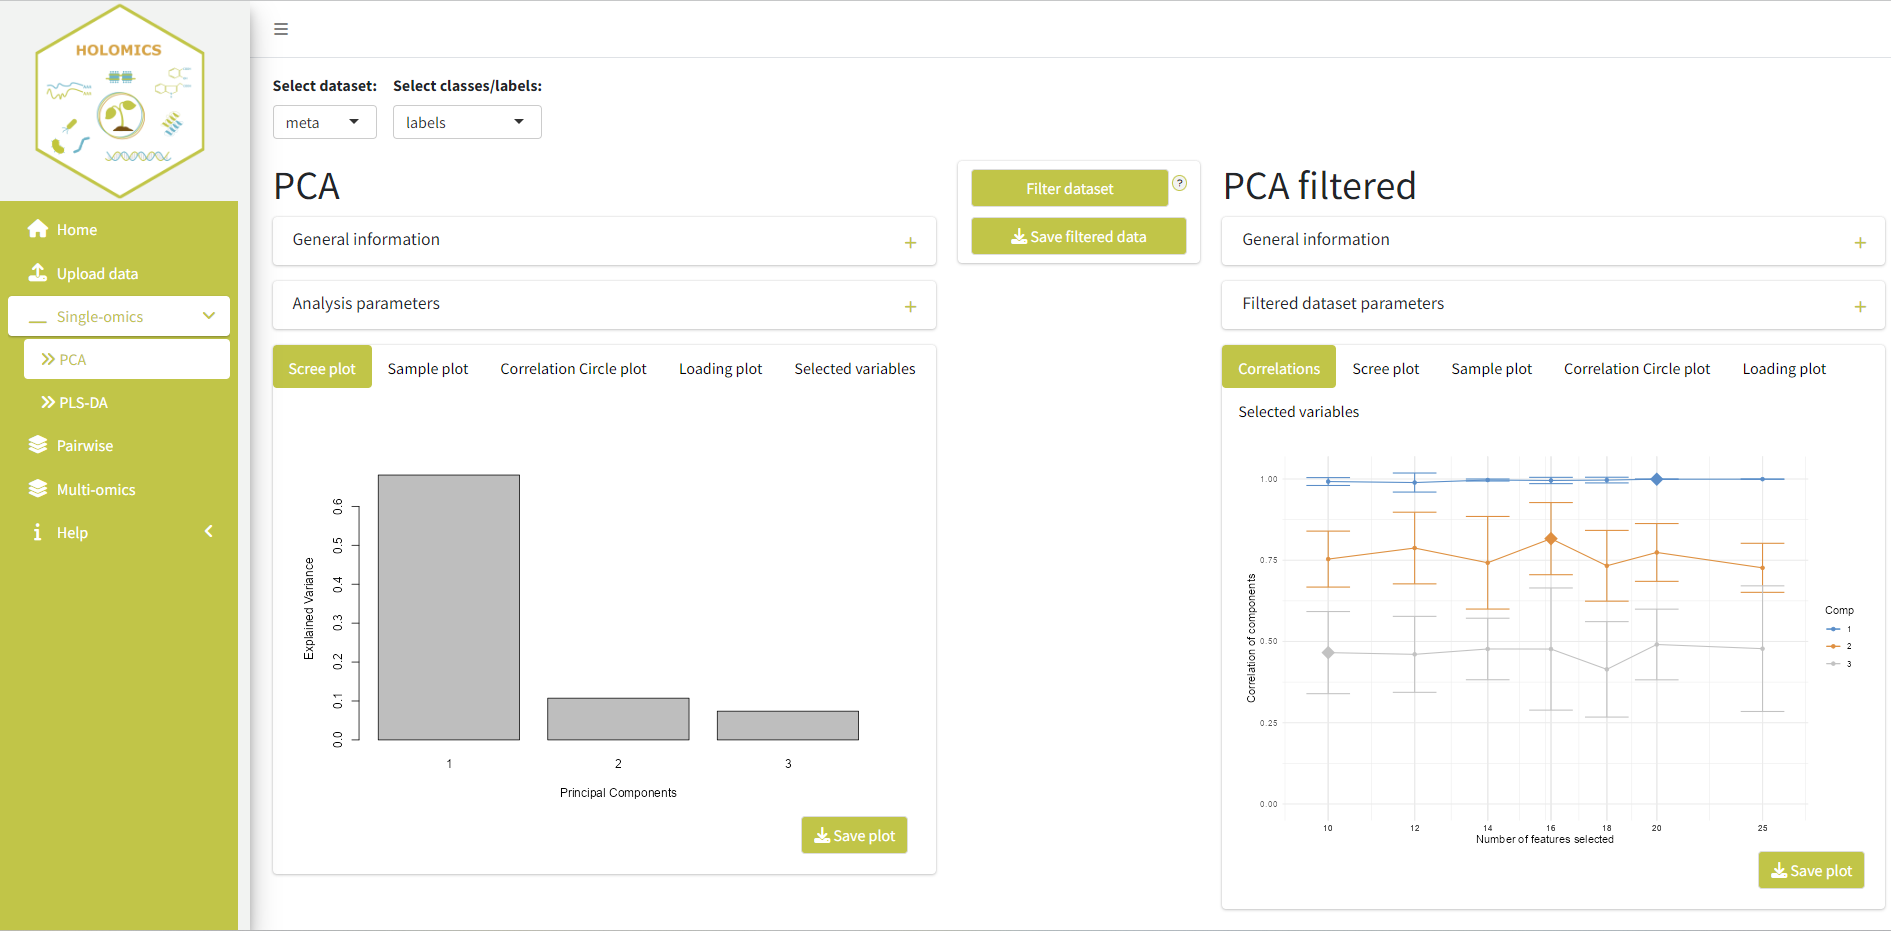 HOLOMICS
Home
Upload data
Single-omics
PCA
PLS-DA
Pairwise
Multi-omics
Help
Select dataset: Select classes/labels:
meta labels
PCA
General information
Analysis parameters
Scree plot Sample plot Correlation Circle plot Loading plot Selected variables
Explained Variance
0.6
0.5
0.4
0.3
0.2
0.1
0.0
1 2 3
Principal Components
Save plot
Filter dataset ?
Save filtered data
PCA filtered
General information
Filtered dataset parameters
Correlations Scree plot Sample plot Correlation Circle plot Loading plot
Selected variables
Correlation of components
1.00
0.75
0.50
0.25
0.00
10 12 14 16 18 20 25
Number of features selected
Comp
1
2
3
Save plot